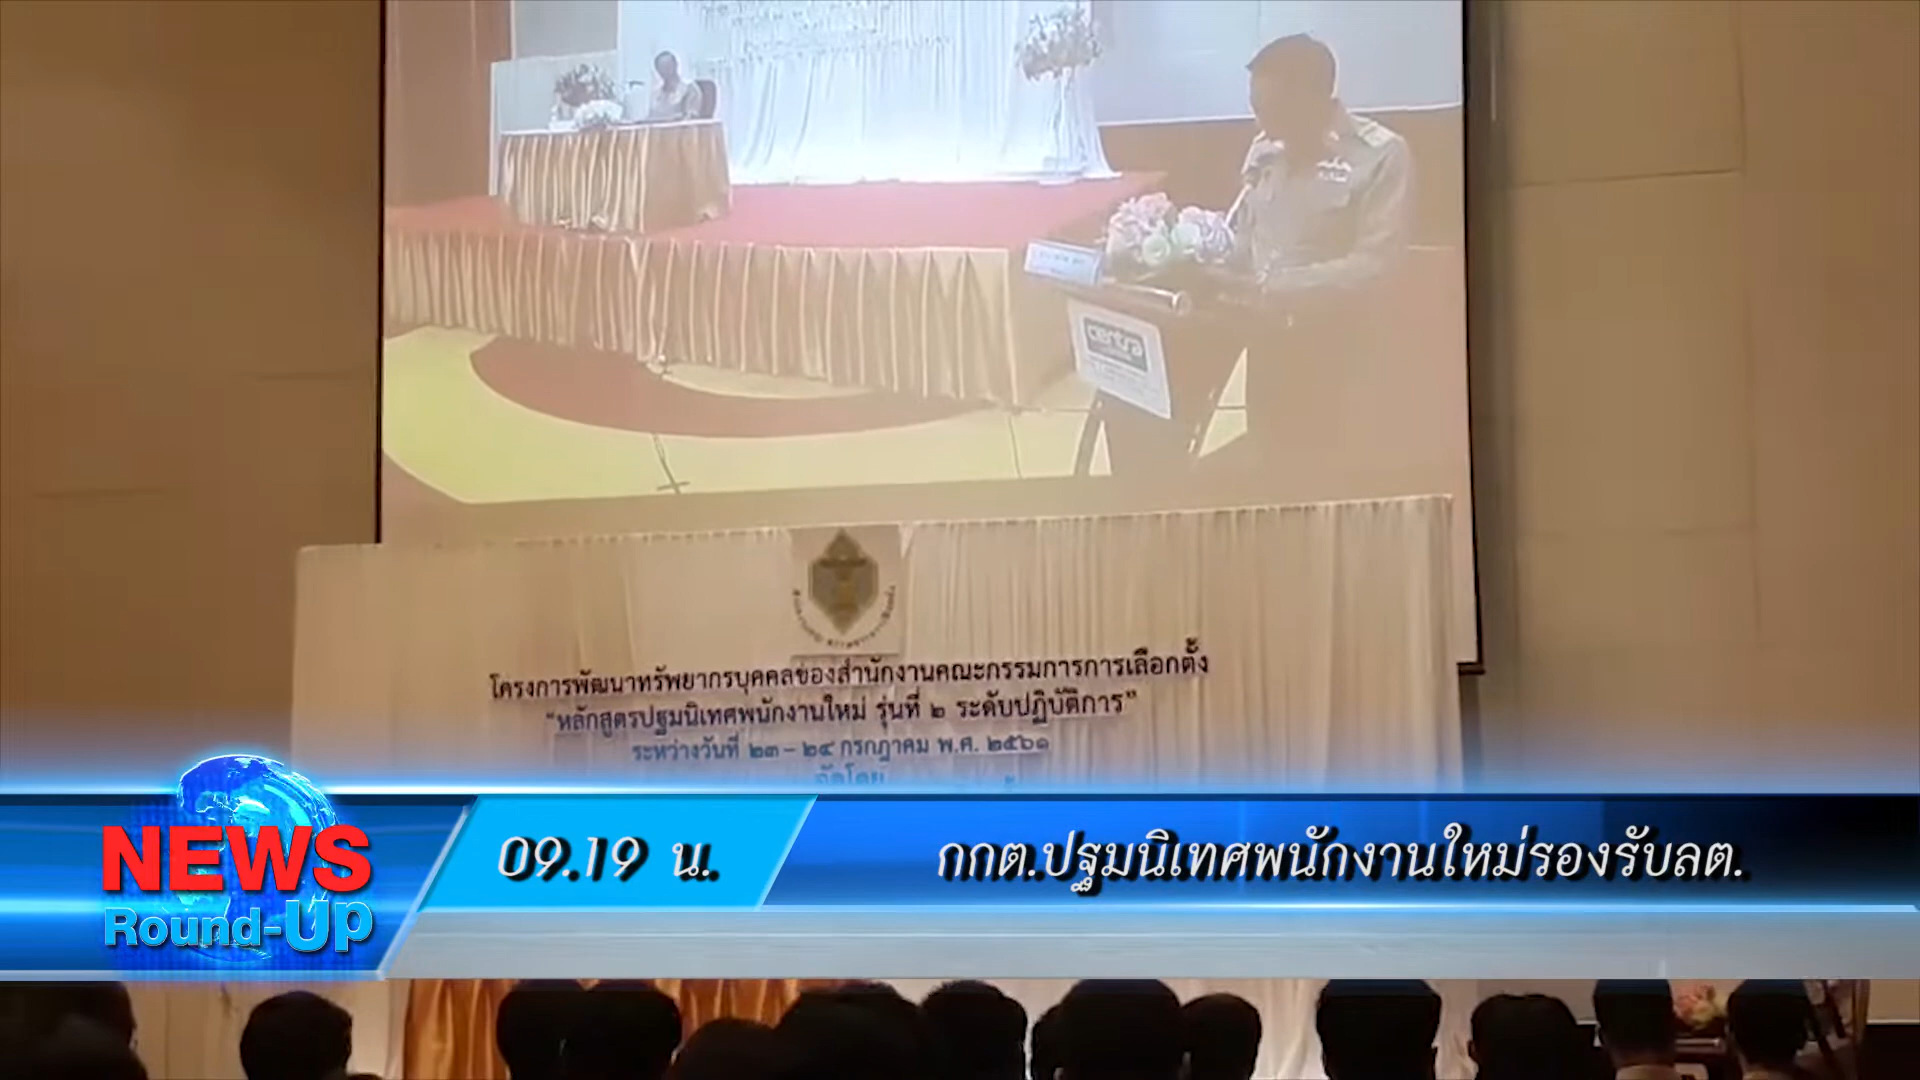 centra
โครงการพัฒนาทรัพยากรบุคคลของสำนักงานคณะกรรมการการเลือกตั้ง
"หลักสูตรปฐมนิเทศพนักงานใหม่ รุ่นที่ ๒ ระดับปฏิบัติการ"
ระหว่างวันที่ ๒๓ - ๒๔ กรกฎาคม พ.ศ. ๒๕๖๑
จัดโดย
NEWS
Round-Up
09.19 น.
กกต.ปฐมนิเทศพนักงานใหม่รองรับลต.